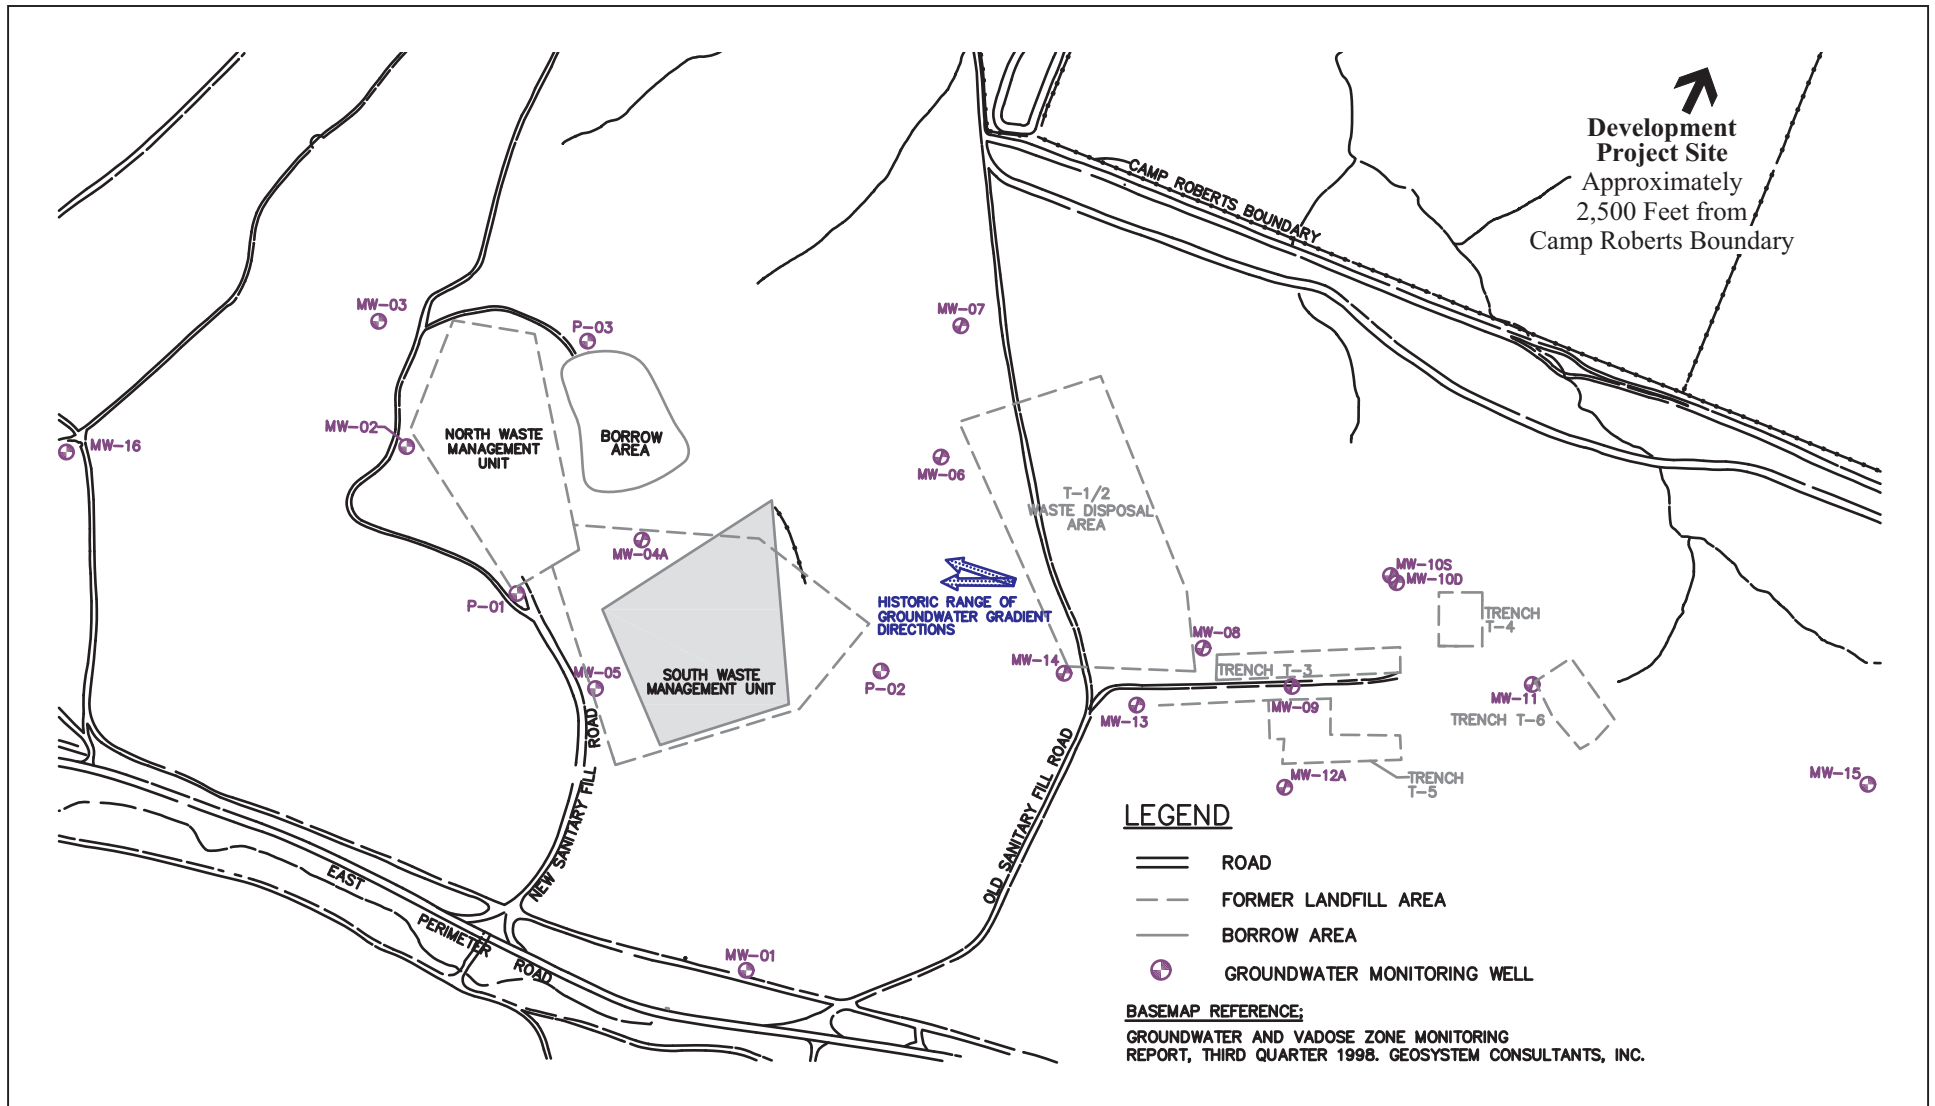 Development
Project Site
Approximately
2,500 Feet from
Camp Roberts Boundary
CAMP ROBERTS BOUNDARY
MW-03
P-03
MW-07
MW-02
NORTH WASTE
MANAGEMENT
UNIT
BORROW
AREA
MW-16
MW-06
T-1/2
WASTE DISPOSAL
AREA
MW-04A
MW-10S
MW-10D
P-01
HISTORIC RANGE OF
GROUNDWATER GRADIENT
DIRECTIONS
TRENCH
T-4
MW-08
MW-14
TRENCH T-3
MW-05
SOUTH WASTE
MANAGEMENT UNIT
P-02
MW-11
MW-09
MW-13
TRENCH T-6
NEW SANITARY FILL ROAD
OLD SANITARY FILL ROAD
MW-12A
TRENCH
T-5
MW-15
EAST
PERIMETER
ROAD
MW-01
LEGEND
ROAD
FORMER LANDFILL AREA
BORROW AREA
GROUNDWATER MONITORING WELL
BASEMAP REFERENCE;
GROUNDWATER AND VADOSE ZONE MONITORING
REPORT, THIRD QUARTER 1998. GEOSYSTEM CONSULTANTS, INC.